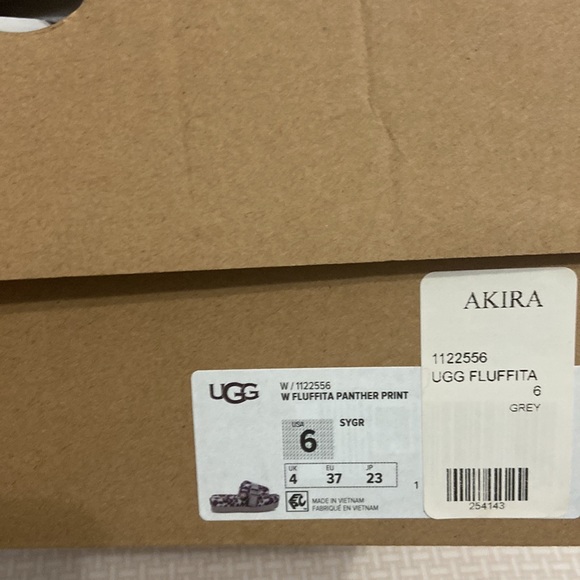 AKIRA
1122556
UGG FLUFFITA
6
GREY
254143
UGG
W / 1122556
W FLUFFITA PANTHER PRINT
USA
6
SYGR
UK EU JP
4 37 23
1
MADE IN VIETNAM
FABRIQUÉ EN VIETNAM